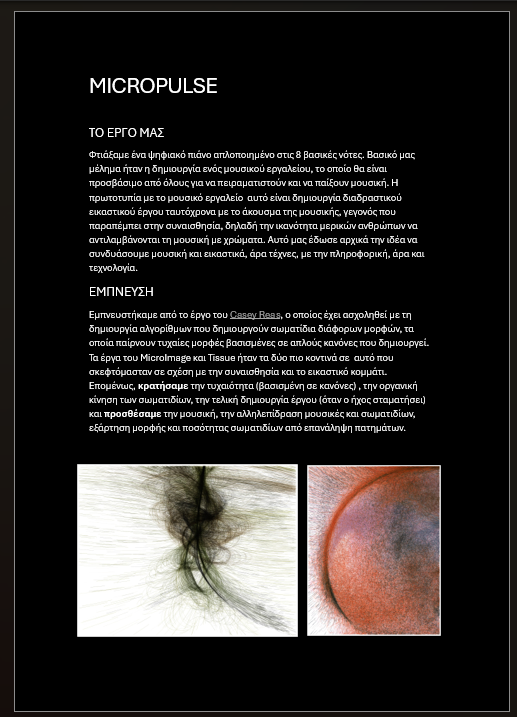 MICROPULSE
ΤΟ ΕΡΓΟ ΜΑΣ
Φτιάξαμε ένα ψηφιακό πιάνο απλοποιημένο στις 8 βασικές νότες. Βασικό μας
μέλημα ήταν η δημιουργία ενός μουσικού εργαλείου, το οποίο θα είναι
προσβάσιμο από όλους για να πειραματιστούν και να παίξουν μουσική. Η
πρωτοτυπία με το μουσικό εργαλείο αυτό είναι δημιουργία διαδραστικού
εικαστικού έργου ταυτόχρονα με το άκουσμα της μουσικής, γεγονός που
παραπέμπει στην συναισθησία, δηλαδή την ικανότητα μερικών ανθρώπων να
αντιλαμβάνονται τη μουσική με χρώματα. Αυτό μας έδωσε αρχικά την ιδέα να
συνδυάσουμε μουσική και εικαστικά, άρα τέχνες, με την πληροφορική, άρα και
τεχνολογία.
ΕΜΠΝΕΥΣΗ
Εμπνευστήκαμε από το έργο του Casey Reas, ο οποίος έχει ασχοληθεί με τη
δημιουργία αλγορίθμων που δημιουργούν σωματίδια διάφορων μορφών, τα
οποία παίρνουν τυχαίες μορφές βασισμένες σε απλούς κανόνες που δημιουργεί.
Τα έργα του MicroImage και Tissue ήταν τα δύο πιο κοντινά σε αυτό που
σκεφτόμασταν σε σχέση με την συναισθησία και το εικαστικό κομμάτι.
Επομένως, κρατήσαμε την τυχαιότητα (βασισμένη σε κανόνες) , την οργανική
κίνηση των σωματιδίων, την τελική δημιουργία έργου (όταν ο ήχος σταματήσει)
και προσθέσαμε την μουσική, την αλληλεπίδραση μουσικές και σωματιδίων,
εξάρτηση μορφής και ποσότητας σωματιδίων από επανάληψη πατημάτων.